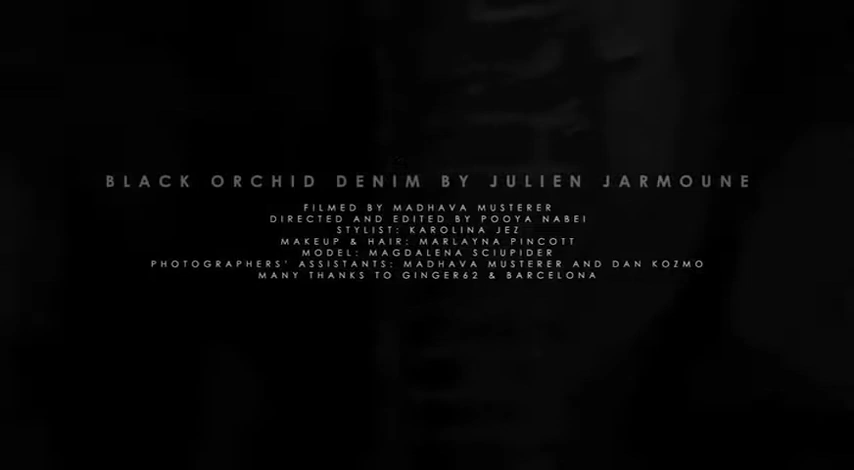 BLACK ORCHID DENIM BY JULIEN JARMOUNE
FILMED BY MADHAVA MUSTERER
DIRECTED AND EDITED BY POOYA NABEI
STYLIST: KAROLINA JEZ
MAKEUP & HAIR: MARLAYNA PINCOTT
MODEL: MAGDALENA SCIUPIDER
PHOTOGRAPHERS' ASSISTANTS: MADHAVA MUSTERER AND DAN KOZMO
MANY THANKS TO GINGER62 & BARCELONA